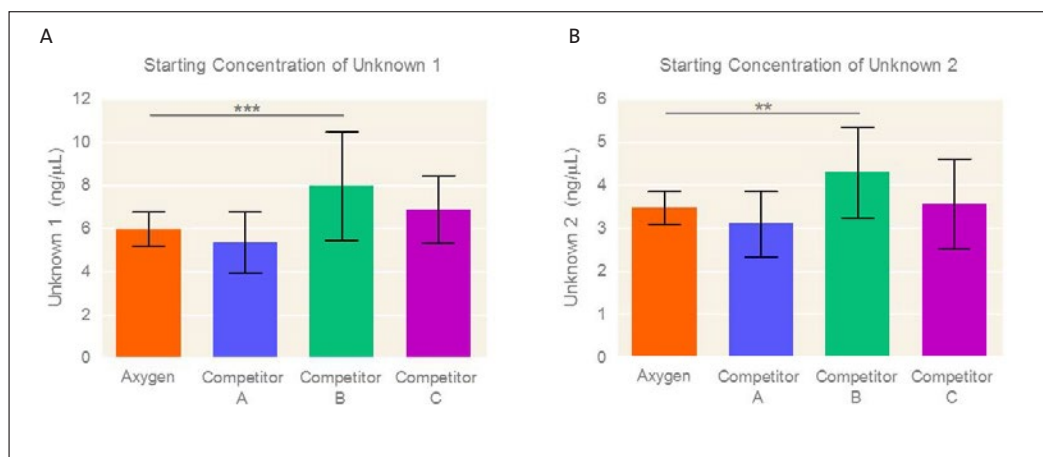 A
Starting Concentration of Unknown 1
Unknown 1 (ng/µL)
12
10
8
6
4
2
0
***
Axygen
Competitor A
Competitor B
Competitor C
B
Starting Concentration of Unknown 2
Unknown 2 (ng/µL)
6
5
4
3
2
1
0
**
Axygen
Competitor A
Competitor B
Competitor C